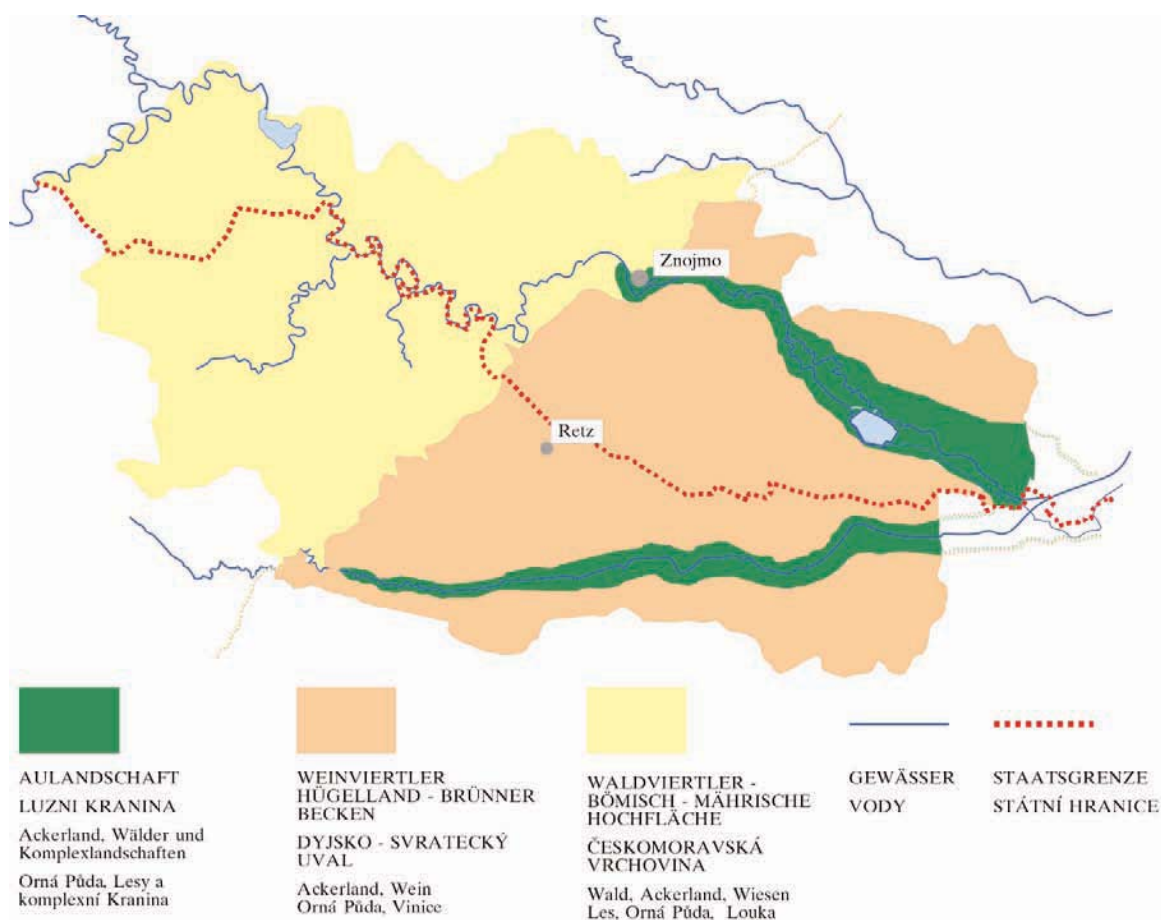 Znojmo
Retz
AULANDSCHAFT
LUZNI KRANINA
Ackerland, Wälder und
Komplexlandschaften
Orná Půda, Lesy a
komplexní Kranina
WEINVIERTLER
HÜGELLAND - BRÜNNER
BECKEN
DYJSKO - SVRATECKÝ
UVAL
Ackerland, Wein
Orná Půda, Vinice
WALDVIERTLER -
BÖMISCH - MÄHRISCHE
HOCHFLÄCHE
ČESKOMORAVSKÁ
VRCHOVINA
Wald, Ackerland, Wiesen
Les, Orná Půda, Louka
GEWÄSSER
VODY
STAATSGRENZE
STÁTNÍ HRANICE